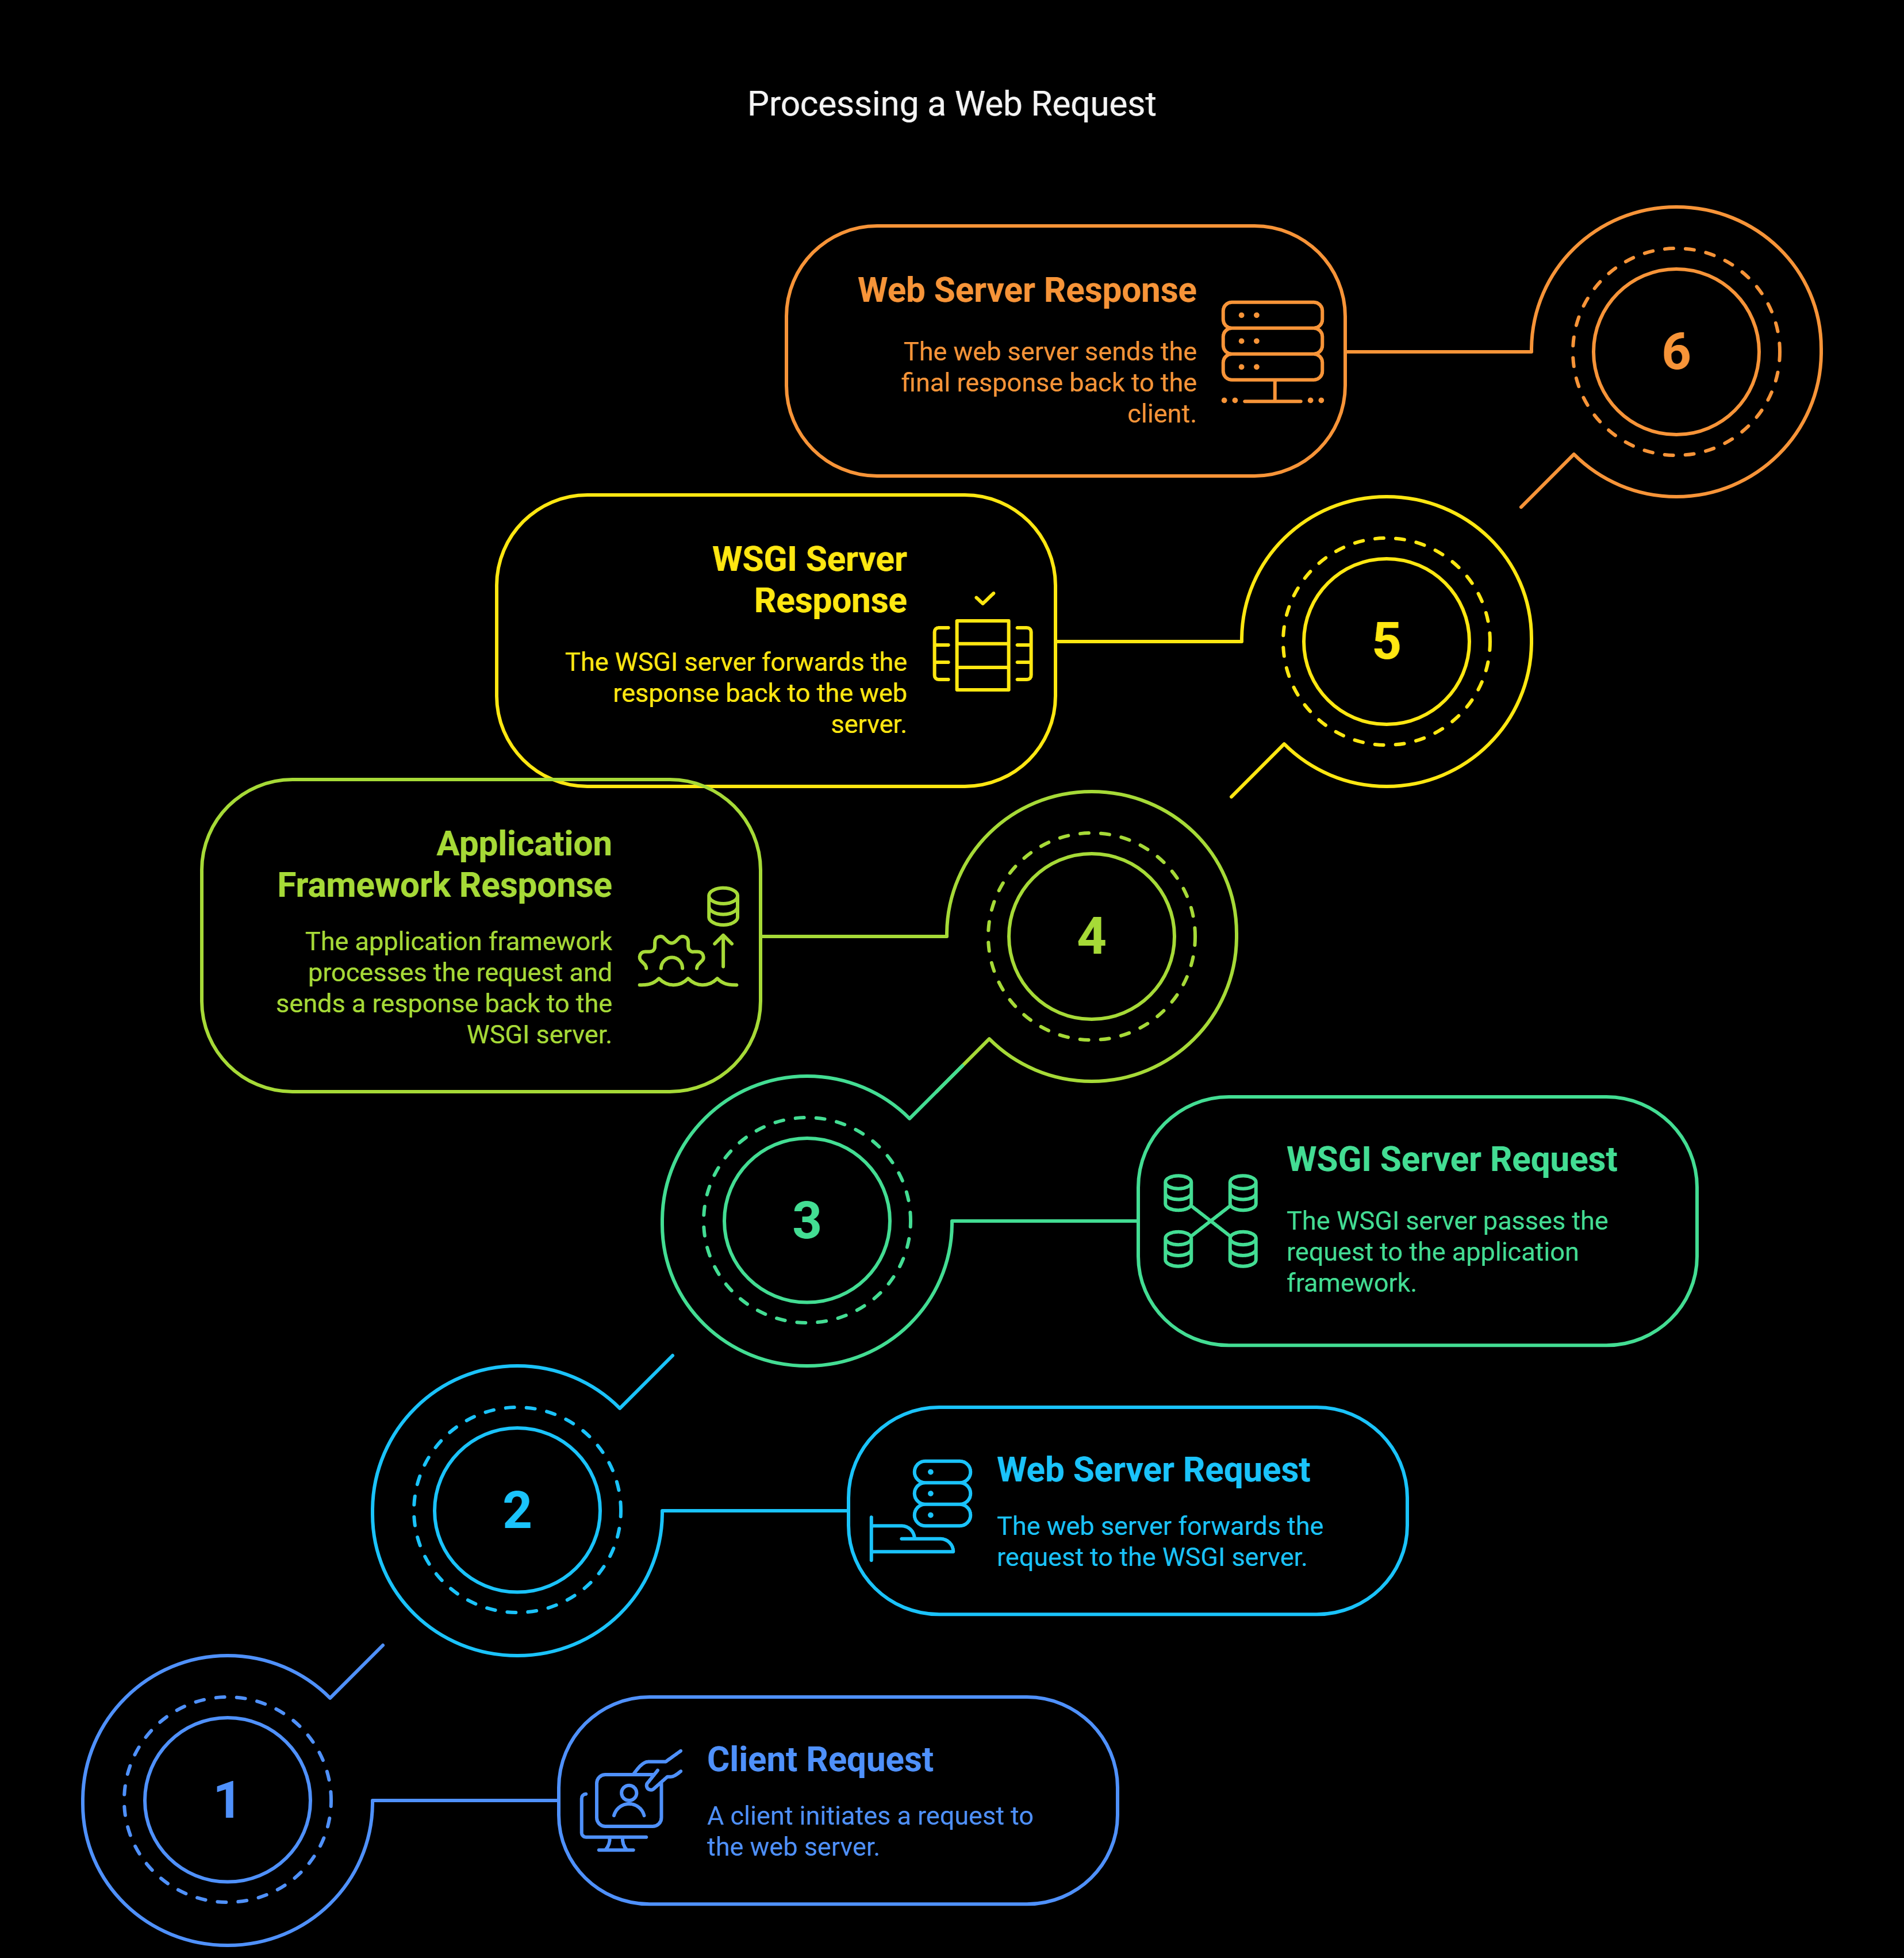 Processing a Web Request
Web Server Response
The web server sends the
final response back to the
client.
6
WSGI Server
Response
The WSGI server forwards the
response back to the web
server.
5
Application
Framework Response
The application framework
processes the request and
sends a response back to the
WSGI server.
4
3
WSGI Server Request
The WSGI server passes the
request to the application
framework.
2
Web Server Request
The web server forwards the
request to the WSGI server.
1
Client Request
A client initiates a request to
the web server.